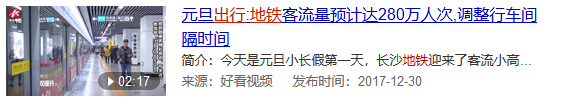 元旦出行:地铁客流量预计达280万人次,调整行车间
隔时间
简介：今天是元旦小长假第一天，长沙地铁迎来了客流小高…
来源：好看视频 发布时间：2017-12-30
02:17